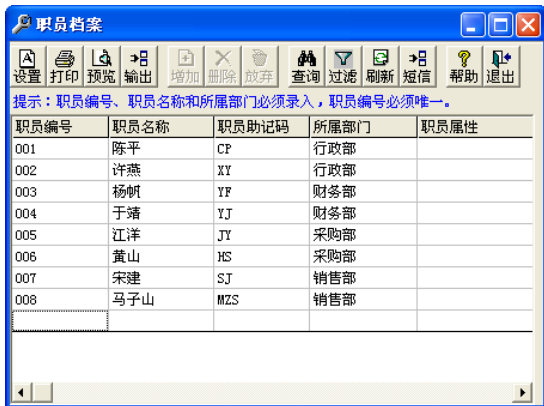 职员档案
设置 打印 预览 输出 增加 删除 放弃 查询 过滤 刷新 短信 帮助 退出
提示：职员编号、职员名称和所属部门必须录入，职员编号必须唯一。
职员编号 职员名称 职员助记码 所属部门 职员属性
001 陈平 CP 行政部
002 许燕 XY 行政部
003 杨帆 YF 财务部
004 于靖 YJ 财务部
005 江洋 JY 采购部
006 黄山 HS 采购部
007 宋建 SJ 销售部
008 马子山 MZS 销售部